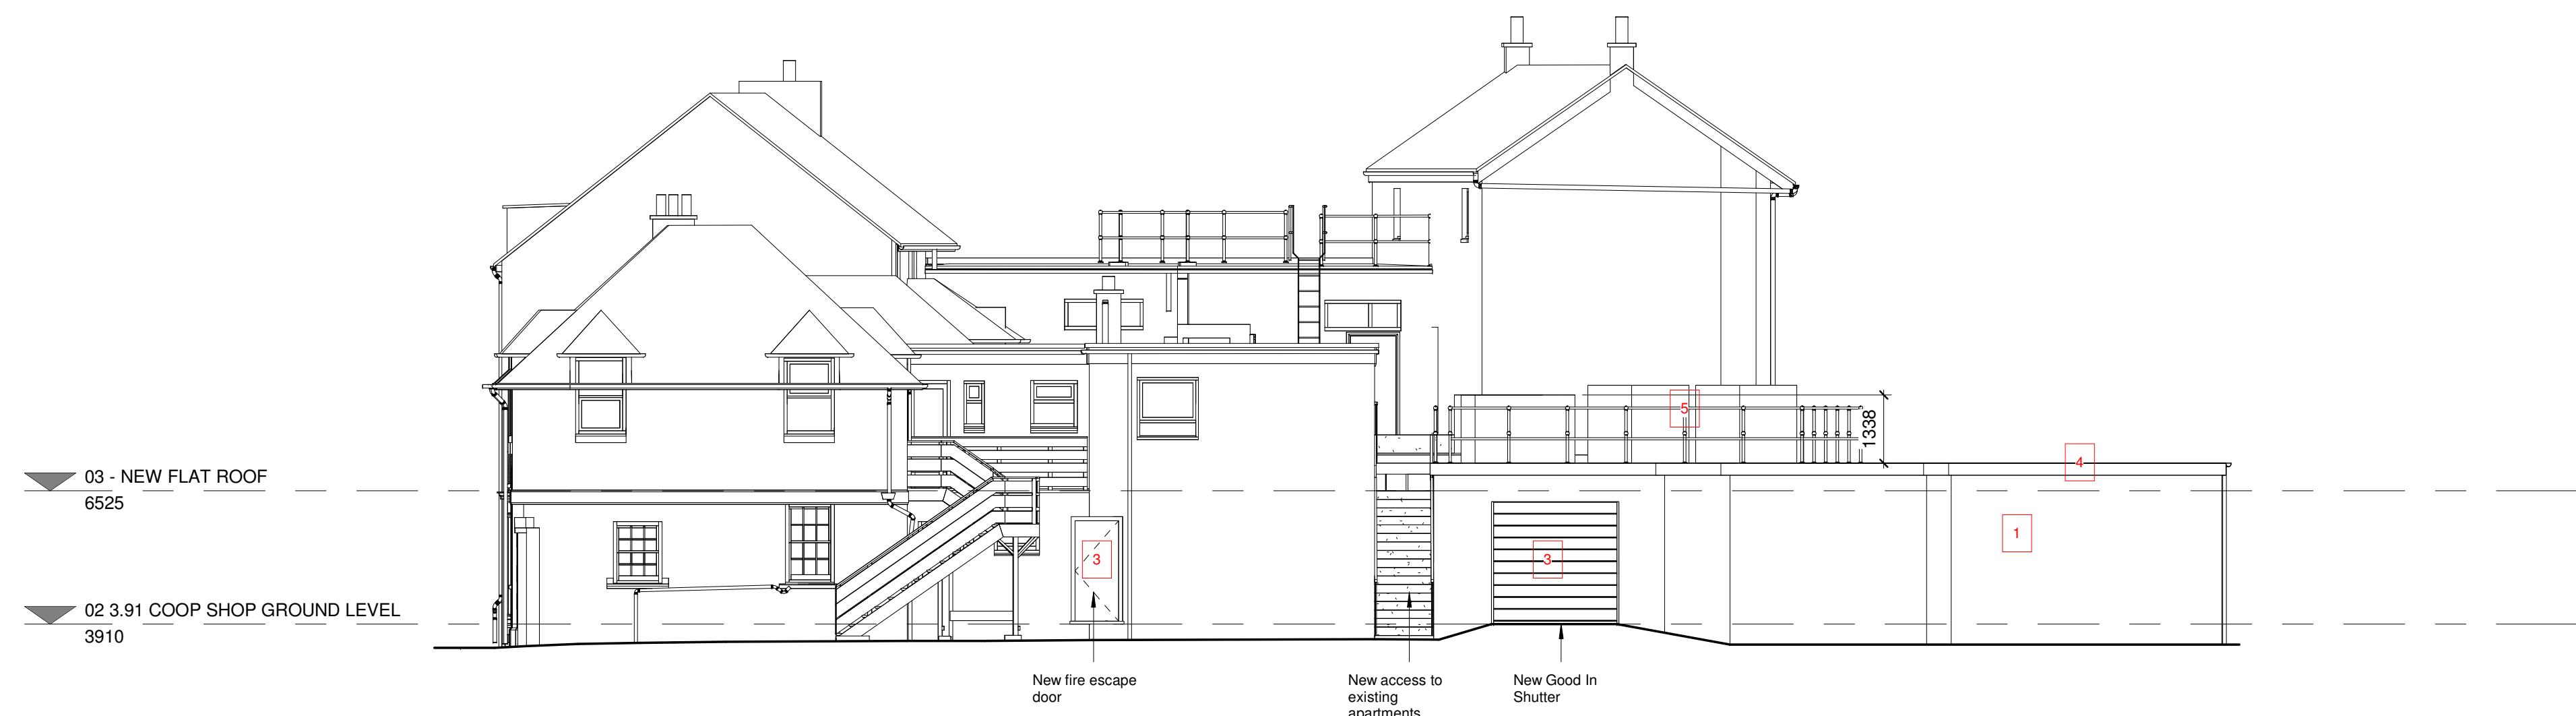 5
1338
4
03 - NEW FLAT ROOF
6525
1
3
3
02 3.91 COOP SHOP GROUND LEVEL
3910
New fire escape
door
New access to
existing
apartments
New Good In
Shutter